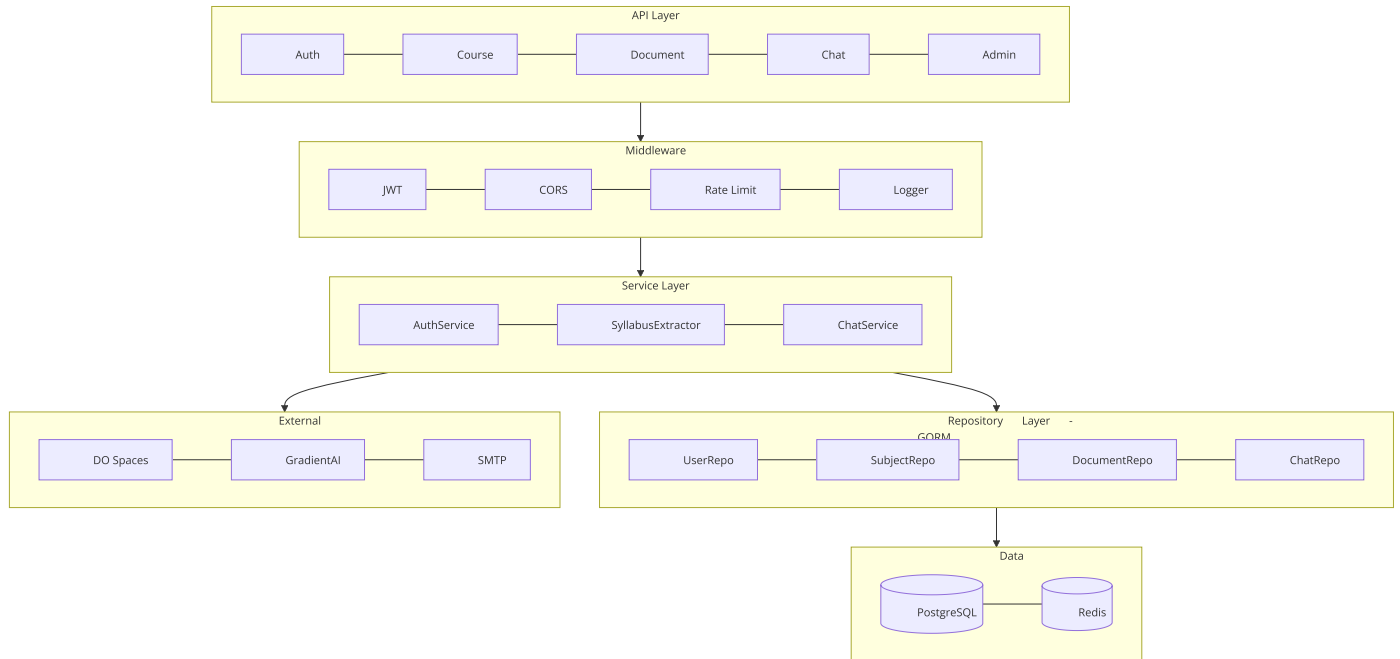 API Layer
Auth
Course
Document
Chat
Admin
Middleware
JWT
CORS
Rate Limit
Logger
Service Layer
AuthService
SyllabusExtractor
ChatService
External
DO Spaces
GradientAI
SMTP
Repository Layer -
GORM
UserRepo
SubjectRepo
DocumentRepo
ChatRepo
Data
PostgreSQL
Redis